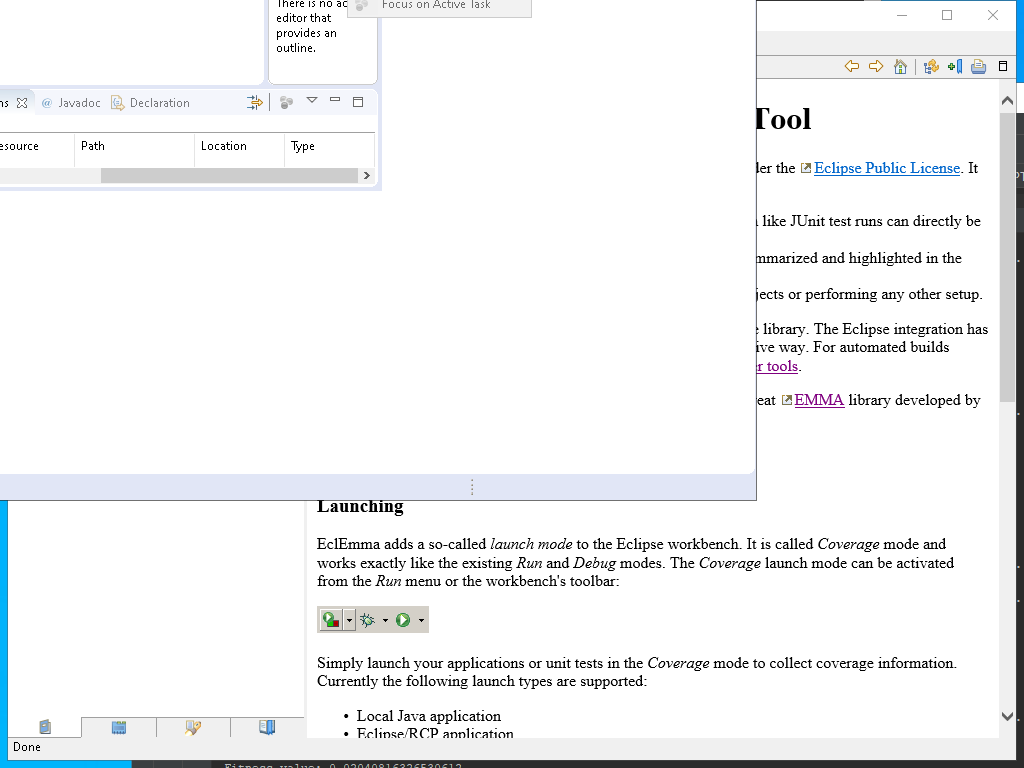 There is no ac
editor that
provides an
outline.
Focus on Active Task
ns @ Javadoc Declaration
esource Path Location Type
Tool
der the Eclipse Public License. It
like JUnit test runs can directly be
mmarized and highlighted in the
jects or performing any other setup.
library. The Eclipse integration has
ive way. For automated builds
r tools.
eat EMMA library developed by
Launching
EclEmma adds a so-called launch mode to the Eclipse workbench. It is called Coverage mode and
works exactly like the existing Run and Debug modes. The Coverage launch mode can be activated
from the Run menu or the workbench's toolbar:
Simply launch your applications or unit tests in the Coverage mode to collect coverage information.
Currently the following launch types are supported:
• Local Java application
• Eclipse/RCP application
Done
Fitness value: 0.02040816326530612